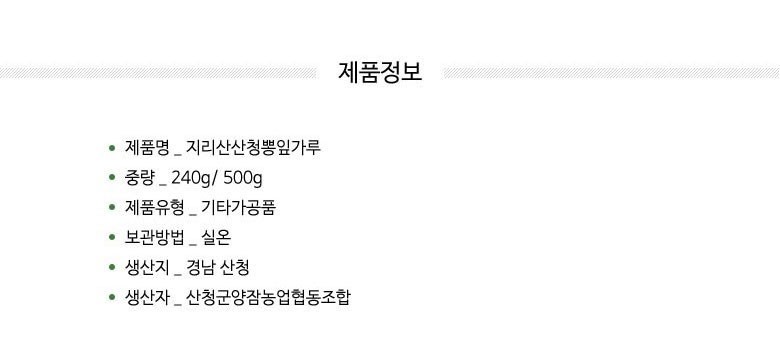 제품정보
제품명 _ 지리산산청뽕잎가루
중량 _ 240g/ 500g
제품유형 _ 기타가공품
보관방법 _ 실온
생산지 _ 경남 산청
생산자 _ 산청군양잠농업협동조합